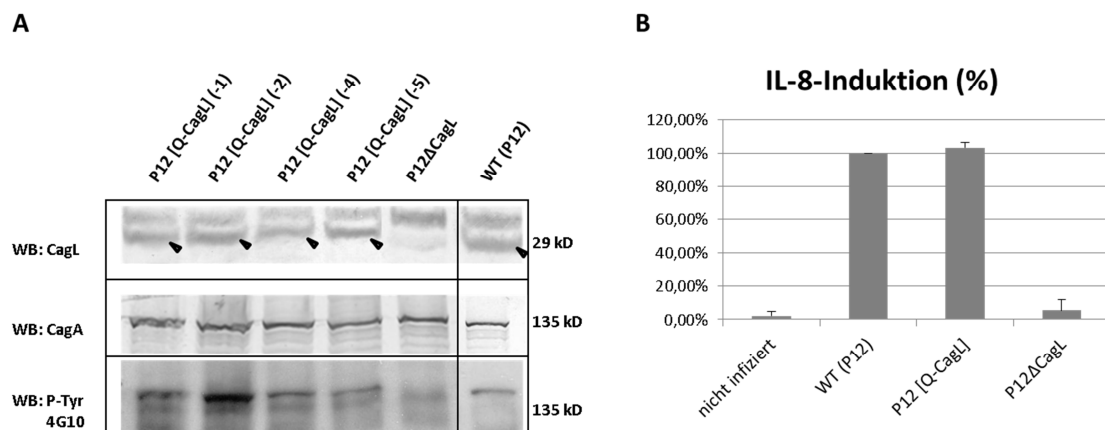 A
P12 [Q-CagL] (-1)
P12 [Q-CagL] (-2)
P12 [Q-CagL] (-4)
P12 [Q-CagL] (-5)
P12ΔCagL
WT (P12)
WB: CagL
29 kD
WB: CagA
135 kD
WB: P-Tyr
4G10
135 kD
B
IL-8-Induktion (%)
120,00%
100,00%
80,00%
60,00%
40,00%
20,00%
0,00%
nicht infiziert
WT (P12)
P12 [Q-CagL]
P12ΔCagL